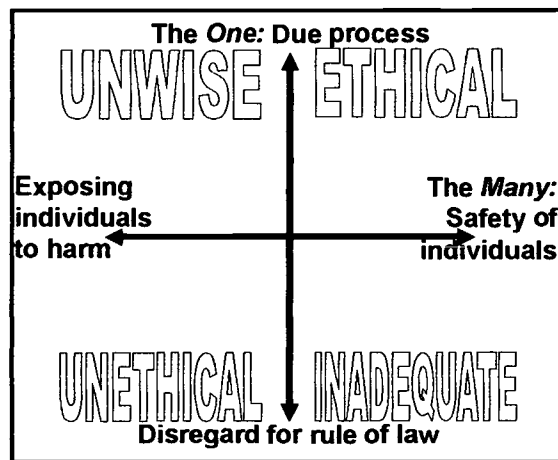 The One: Due process
UNWISE ETHICAL
Exposing
individuals
to harm
The Many:
Safety of
individuals
UNETHICAL INADEQUATE
Disregard for rule of law